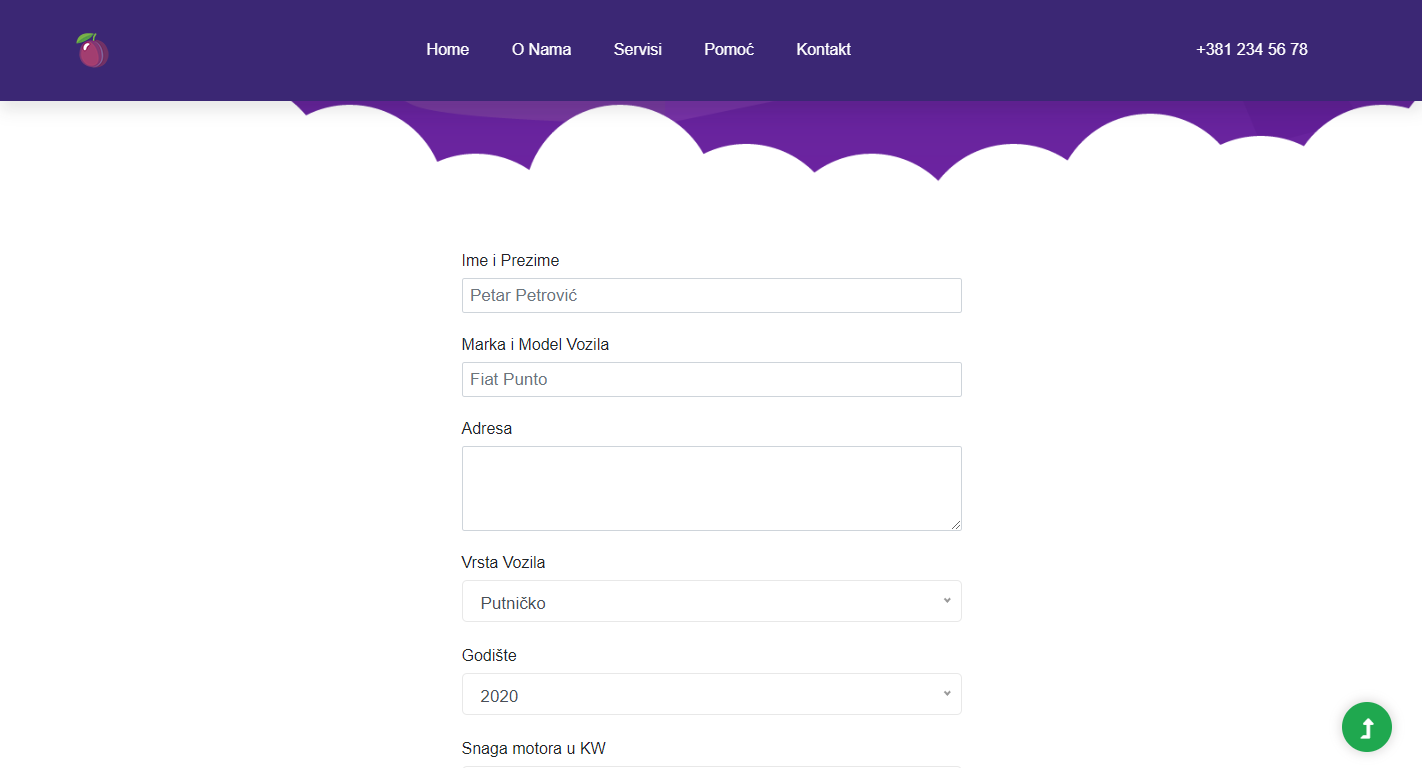 Home
O Nama
Servisi
Pomoć
Kontakt
+381 234 56 78
Ime i Prezime
Petar Petrović
Marka i Model Vozila
Fiat Punto
Adresa
Vrsta Vozila
Putničko
Godište
2020
Snaga motora u KW